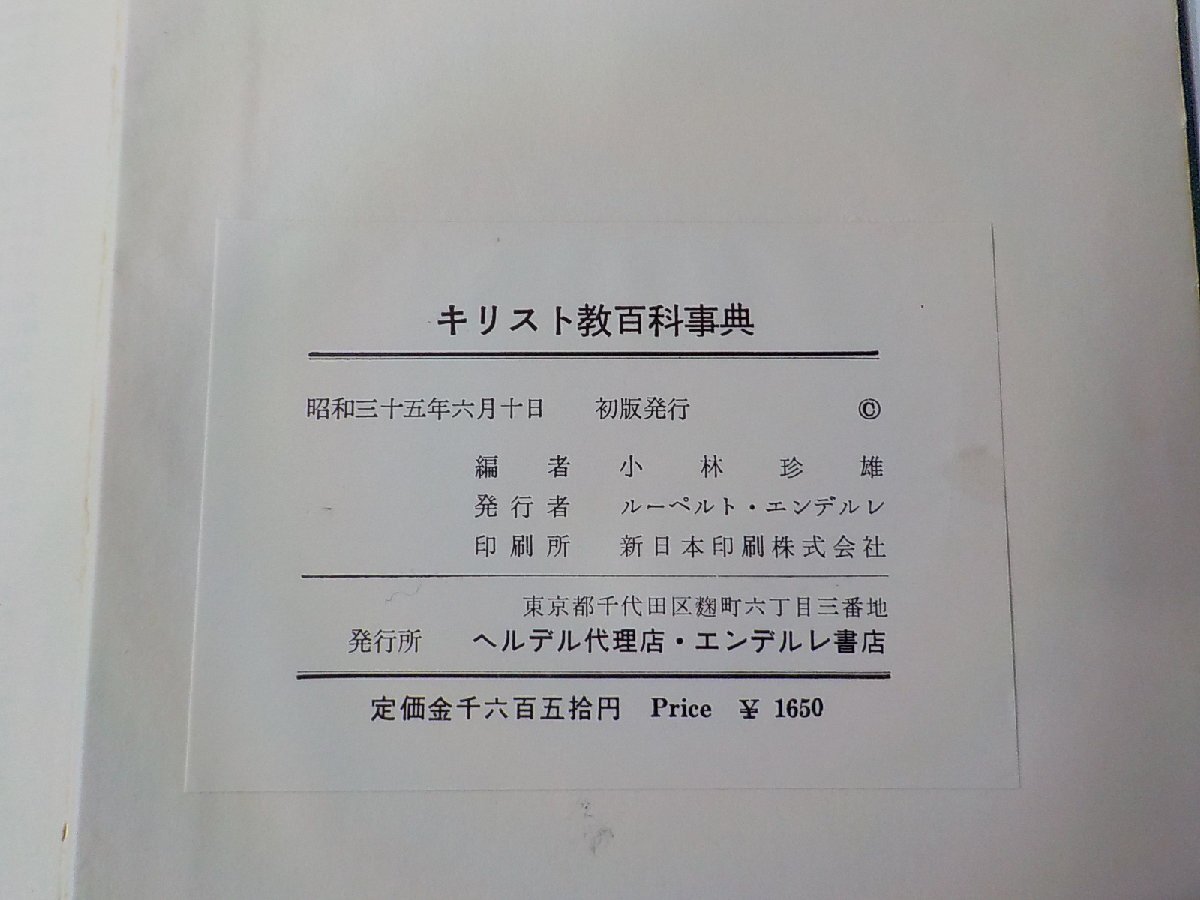 キリスト教百科事典
昭和三十五年六月十日 初版発行 ©
編者 小林珍雄
発行者 ルーペルト・エンデルレ
印刷所 新日本印刷株式会社
東京都千代田区麹町六丁目三番地
発行所 ヘルデル代理店・エンデルレ書店
定価金千六百五拾円 Price ¥ 1650